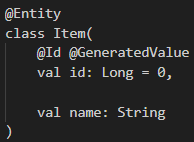 @Entity
class Item(
    @Id @GeneratedValue
    val id: Long = 0,

    val name: String
)